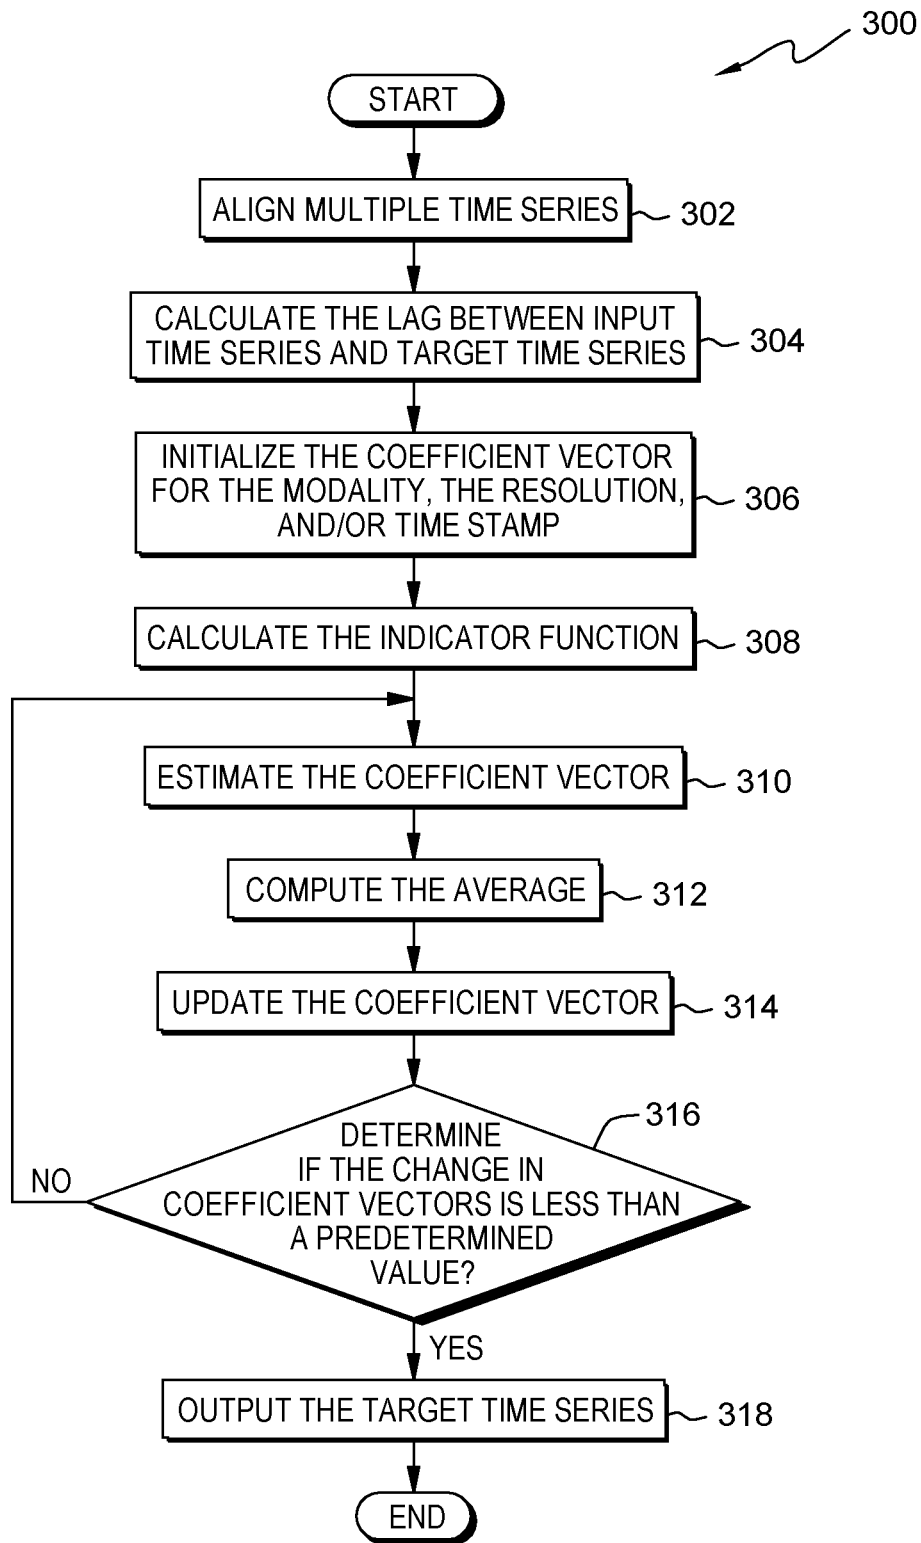 300
START
ALIGN MULTIPLE TIME SERIES
302
CALCULATE THE LAG BETWEEN INPUT
TIME SERIES AND TARGET TIME SERIES
304
INITIALIZE THE COEFFICIENT VECTOR
FOR THE MODALITY, THE RESOLUTION,
AND/OR TIME STAMP
306
CALCULATE THE INDICATOR FUNCTION
308
ESTIMATE THE COEFFICIENT VECTOR
310
COMPUTE THE AVERAGE
312
UPDATE THE COEFFICIENT VECTOR
314
316
DETERMINE
IF THE CHANGE IN
COEFFICIENT VECTORS IS LESS THAN
A PREDETERMINED
VALUE?
NO
YES
OUTPUT THE TARGET TIME SERIES
318
END